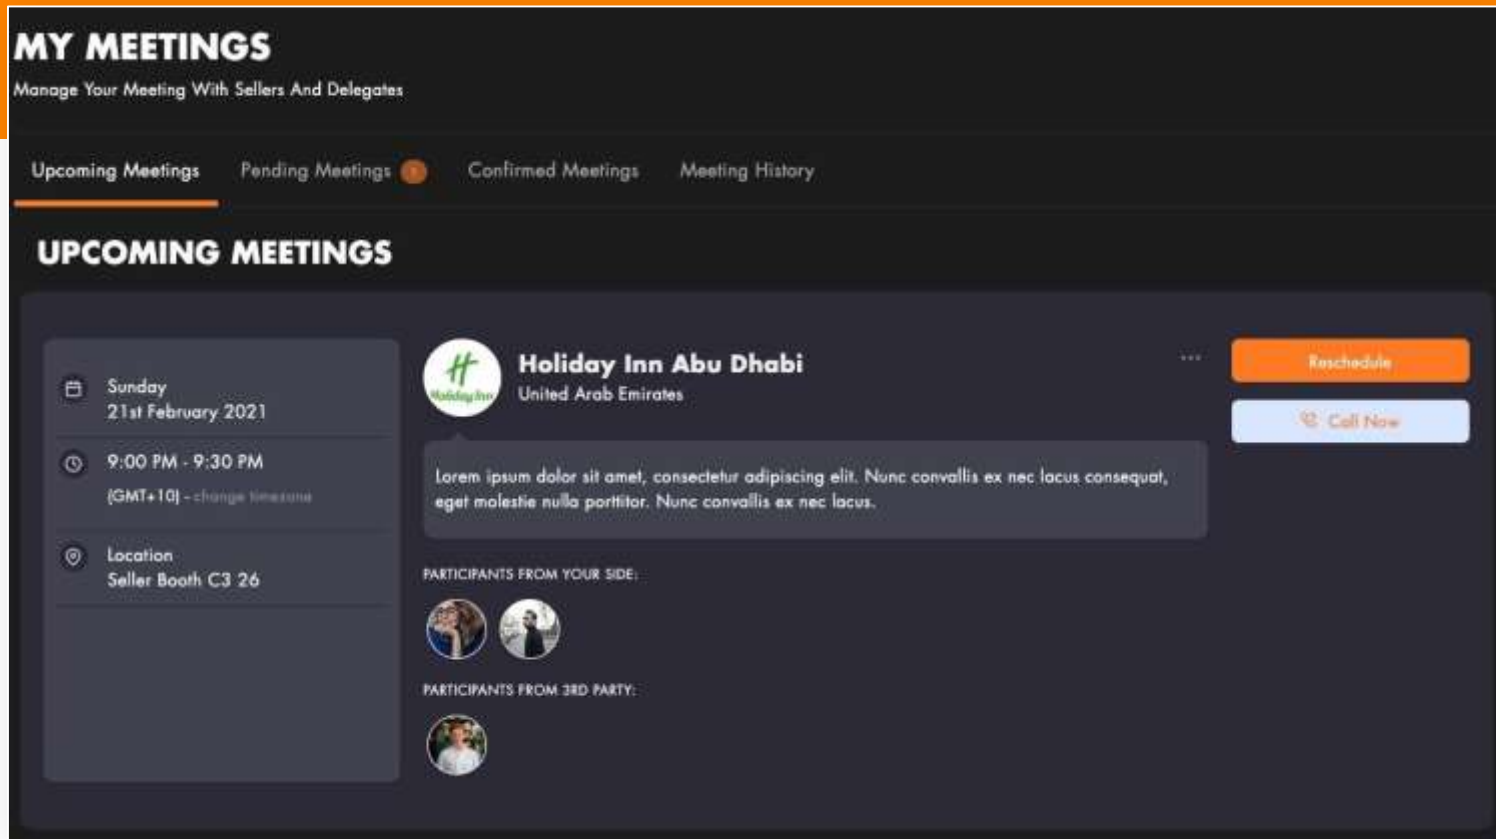 MY MEETINGS
Manage Your Meeting With Sellers And Delegates
Upcoming Meetings Pending Meetings Confirmed Meetings Meeting History
UPCOMING MEETINGS
Sunday
21st February 2021
9:00 PM - 9:30 PM
(GMT+10) - change timezone
Location
Seller Booth C3 26
Holiday Inn
Holiday Inn Abu Dhabi
United Arab Emirates
...
Lorem ipsum dolor sit amet, consectetur adipiscing elit. Nunc convallis ex nec lacus consequat,
eget molestie nulla porttitor. Nunc convallis ex nec lacus.
PARTICIPANTS FROM YOUR SIDE:
PARTICIPANTS FROM 3RD PARTY:
Reschedule
Call Now